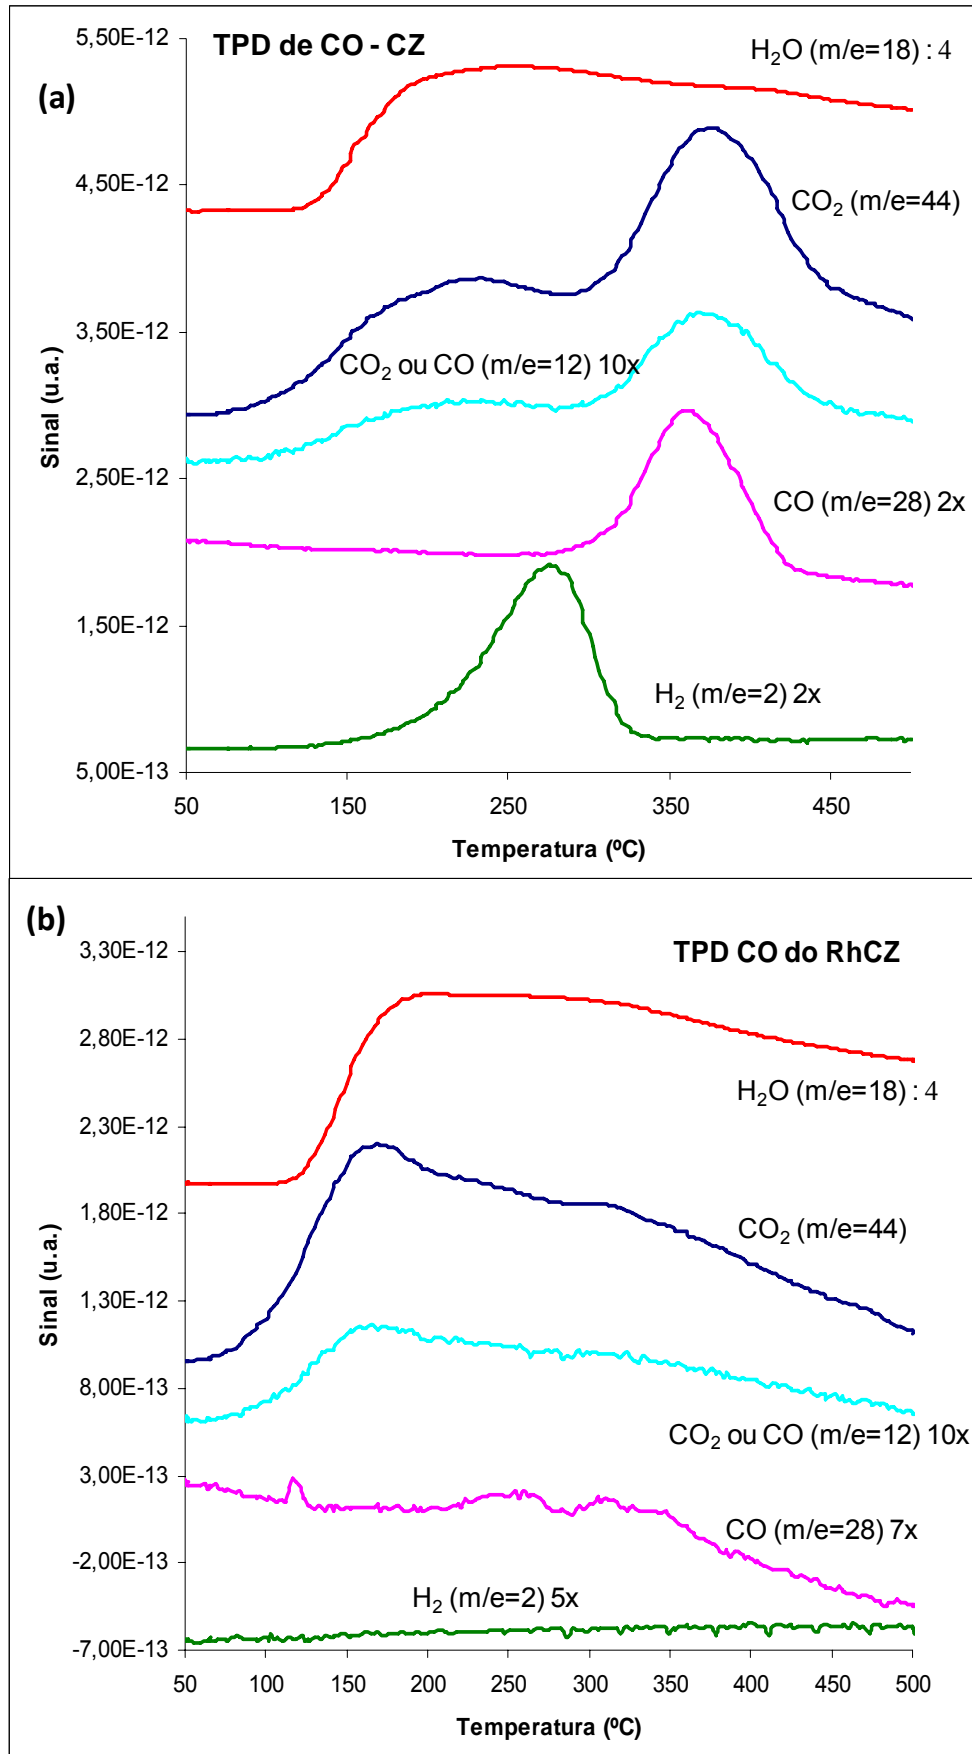 (a)
TPD de CO - CZ
H₂O (m/e=18) : 4
CO₂ (m/e=44)
CO₂ ou CO (m/e=12) 10x
CO (m/e=28) 2x
H₂ (m/e=2) 2x
5,50E-12
4,50E-12
3,50E-12
2,50E-12
1,50E-12
5,00E-13
Sinal (u.a.)
50 150 250 350 450
Temperatura (ºC)
(b)
TPD CO do RhCZ
H₂O (m/e=18) : 4
CO₂ (m/e=44)
CO₂ ou CO (m/e=12) 10x
CO (m/e=28) 7x
H₂ (m/e=2) 5x
3,30E-12
2,80E-12
2,30E-12
1,80E-12
1,30E-12
8,00E-13
3,00E-13
-2,00E-13
-7,00E-13
Sinal (u.a.)
50 100 150 200 250 300 350 400 450 500
Temperatura (ºC)